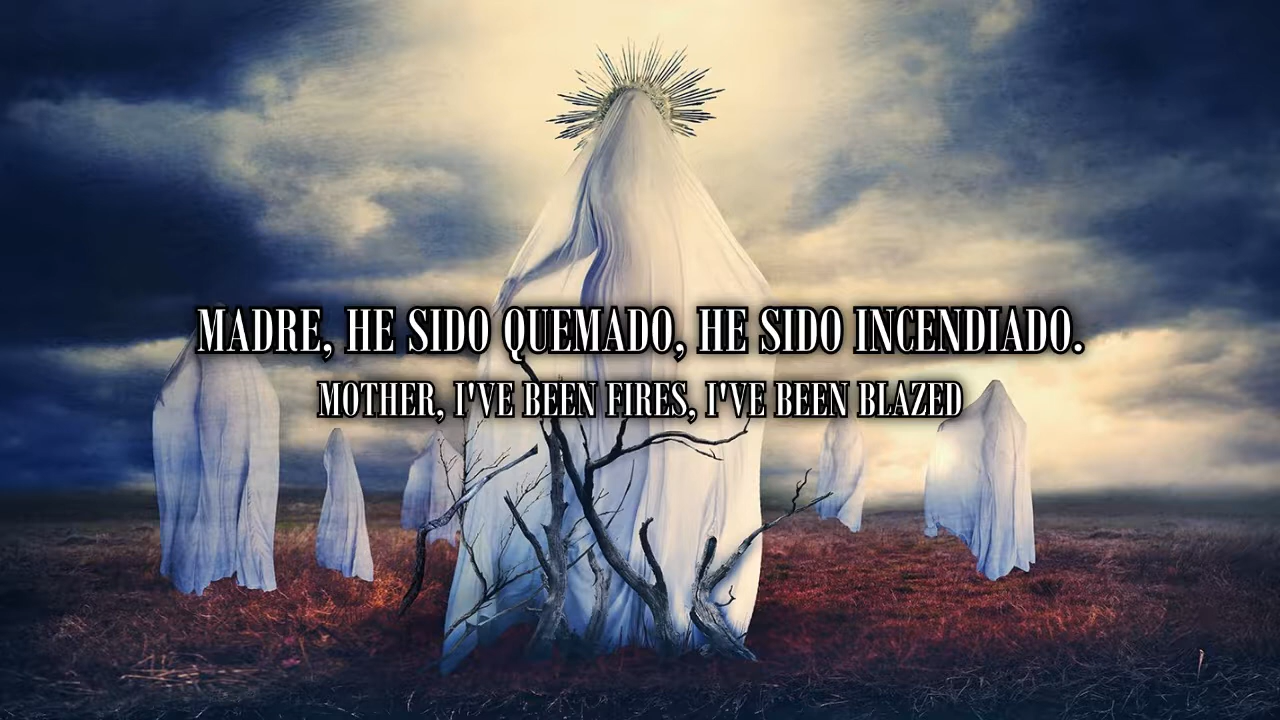 MADRE, HE SIDO QUEMADO, HE SIDO INCENDIADO.
MOTHER, I'VE BEEN FIRES, I'VE BEEN BLAZED